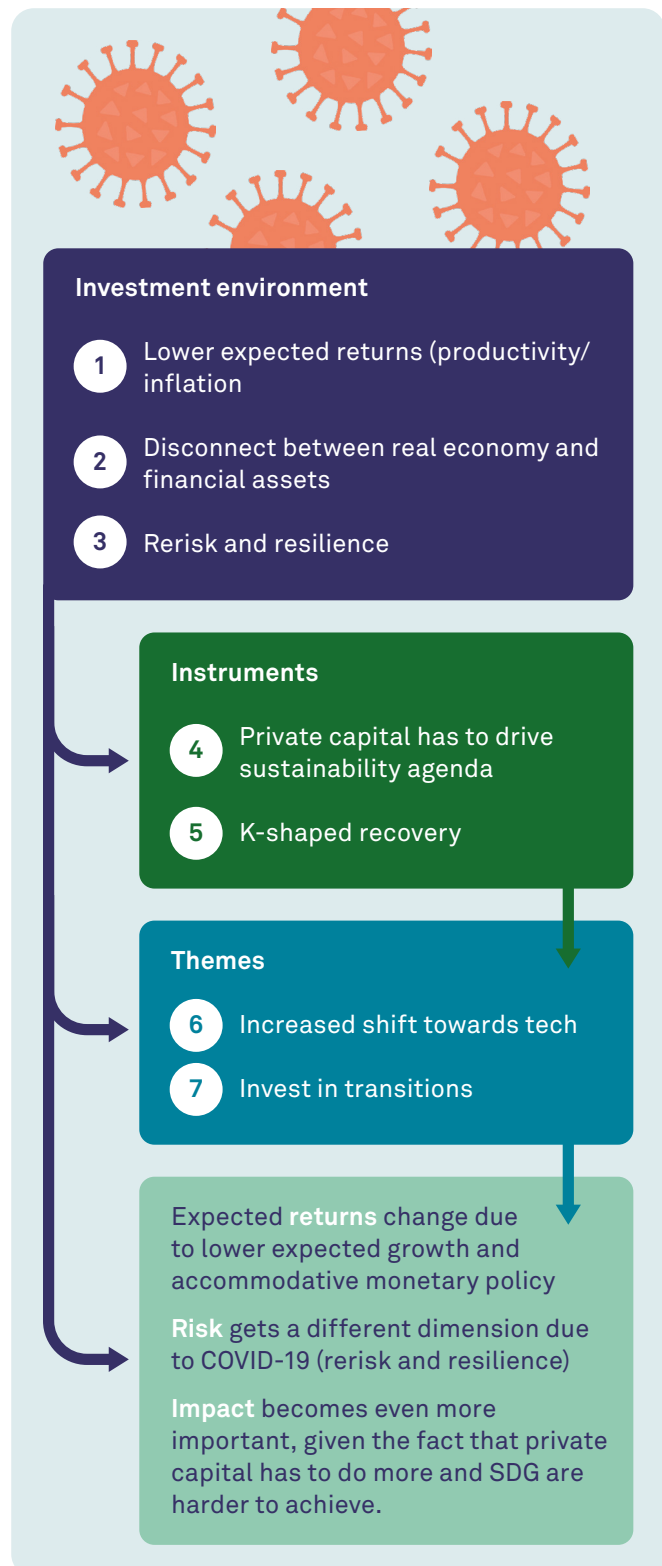 Investment environment
1
Lower expected returns (productivity/
inflation
2
Disconnect between real economy and
financial assets
3
Rerisk and resilience
Instruments
4
Private capital has to drive
sustainability agenda
5
K-shaped recovery
Themes
6
Increased shift towards tech
7
Invest in transitions
Expected returns change due
to lower expected growth and
accommodative monetary policy
Risk gets a different dimension due
to COVID-19 (rerisk and resilience)
Impact becomes even more
important, given the fact that private
capital has to do more and SDG are
harder to achieve.